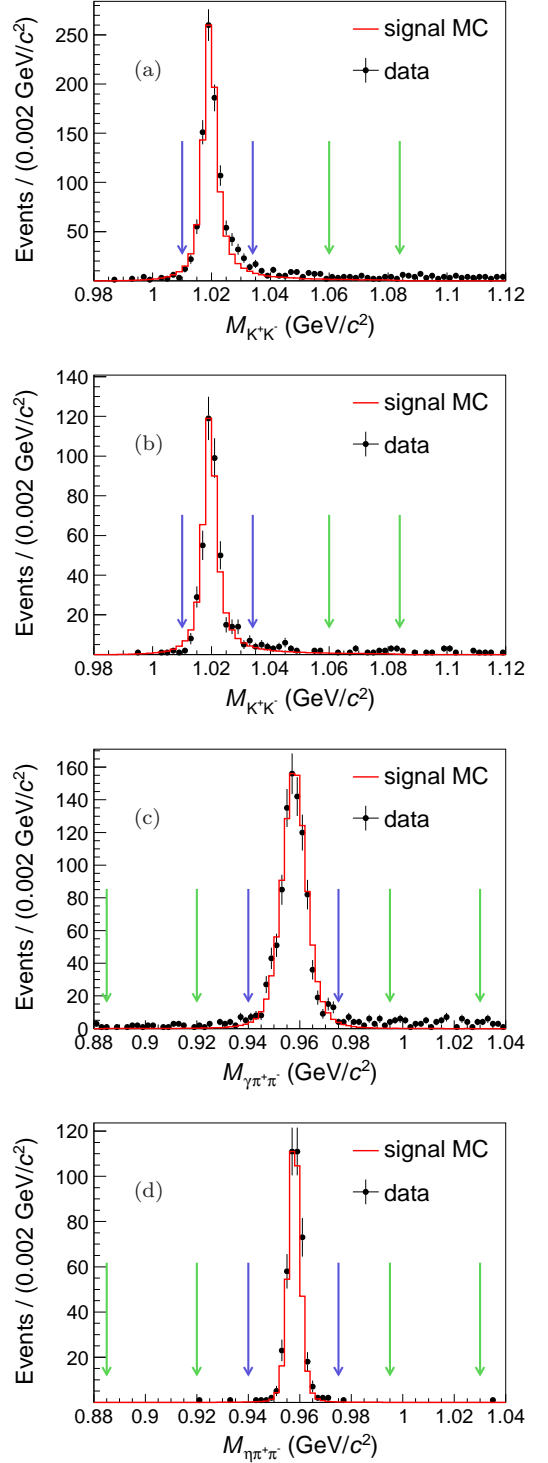 Events / (0.002 GeV/c²)
250
200
150
100
50
0
(a)
signal MC
data
0.98 1 1.02 1.04 1.06 1.08 1.1 1.12
M_K⁺K⁻ (GeV/c²)
Events / (0.002 GeV/c²)
140
120
100
80
60
40
20
(b)
signal MC
data
0.98 1 1.02 1.04 1.06 1.08 1.1 1.12
M_K⁺K⁻ (GeV/c²)
Events / (0.002 GeV/c²)
160
140
120
100
80
60
40
20
0
(c)
signal MC
data
0.88 0.9 0.92 0.94 0.96 0.98 1 1.02 1.04
M_γπ⁺π⁻ (GeV/c²)
Events / (0.002 GeV/c²)
120
100
80
60
40
20
(d)
signal MC
data
0.88 0.9 0.92 0.94 0.96 0.98 1 1.02 1.04
M_ηπ⁺π⁻ (GeV/c²)